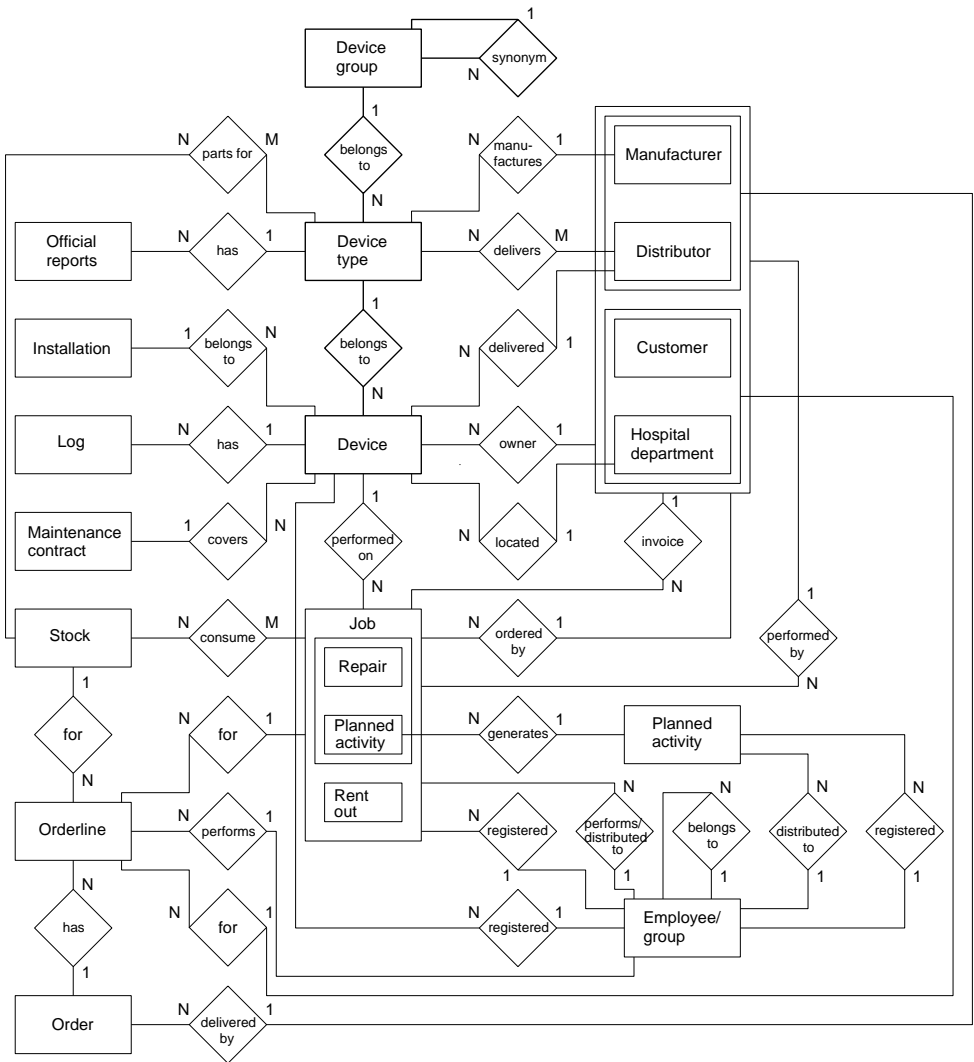 1
Device
group
synonym
N
1
N
M
parts for
belongs
to
N
manu-
factures
1
Manufacturer
N
Official
reports
N
has
1
Device
type
N
delivers
M
Distributor
1
1
Installation
1
belongs
to
N
belongs
to
delivered
N
1
Customer
N
Log
N
has
1
Device
N
owner
1
Hospital
department
Maintenance
contract
1
covers
N
1
performed
on
N
located
1
1
invoice
N
N
1
Stock
N
consume
M
Job
N
ordered
by
1
performed
by
N
Repair
1
for
N
N
for
1
Planned
activity
N
generates
1
Planned
activity
Rent
out
N
N
N
N
Orderline
N
performs
1
N
registered
1
performs/
distributed
to
1
belongs
to
1
distributed
to
1
registered
1
N
has
1
N
for
1
N
registered
1
Employee/
group
Order
N
delivered
by
1